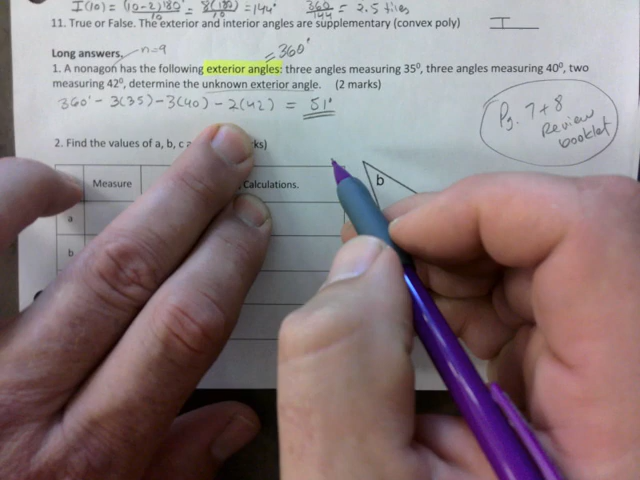 I(10) = (10-2)180° = 8(180) = 144° 360 = 2.5 tiles
10 10 144
11. True or False. The exterior and interior angles are supplementary (convex poly) T
Long answers. n=9 = 360°
1. A nonagon has the following exterior angles: three angles measuring 35⁰, three angles measuring 40⁰, two
measuring 42⁰, determine the unknown exterior angle. (2 marks)
360° - 3(35) - 3(40) - 2(42) = 51°
Pg. 7+8
Review
booklet
2. Find the values of a, b, c
b
Measure Calculations.
a
b